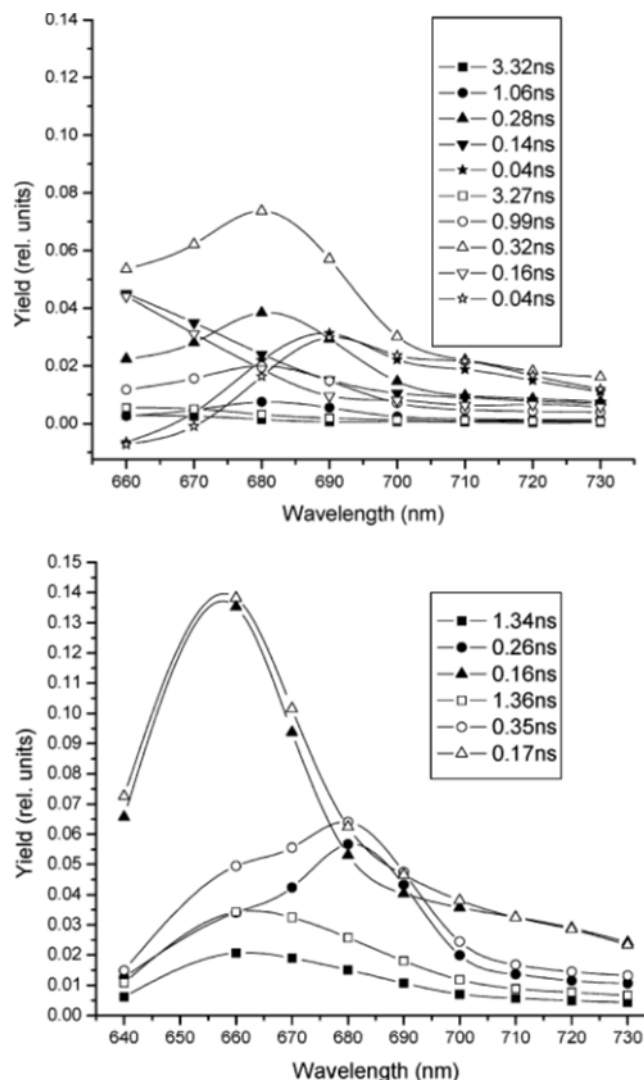 0.14
0.12
0.10
0.08
0.06
0.04
0.02
0.00
Yield (rel. units)
660 670 680 690 700 710 720 730
Wavelength (nm)
3.32ns
1.06ns
0.28ns
0.14ns
0.04ns
3.27ns
0.99ns
0.32ns
0.16ns
0.04ns
0.15
0.14
0.13
0.12
0.11
0.10
0.09
0.08
0.07
0.06
0.05
0.04
0.03
0.02
0.01
0.00
Yield (rel. units)
640 650 660 670 680 690 700 710 720 730
Wavelength (nm)
1.34ns
0.26ns
0.16ns
1.36ns
0.35ns
0.17ns